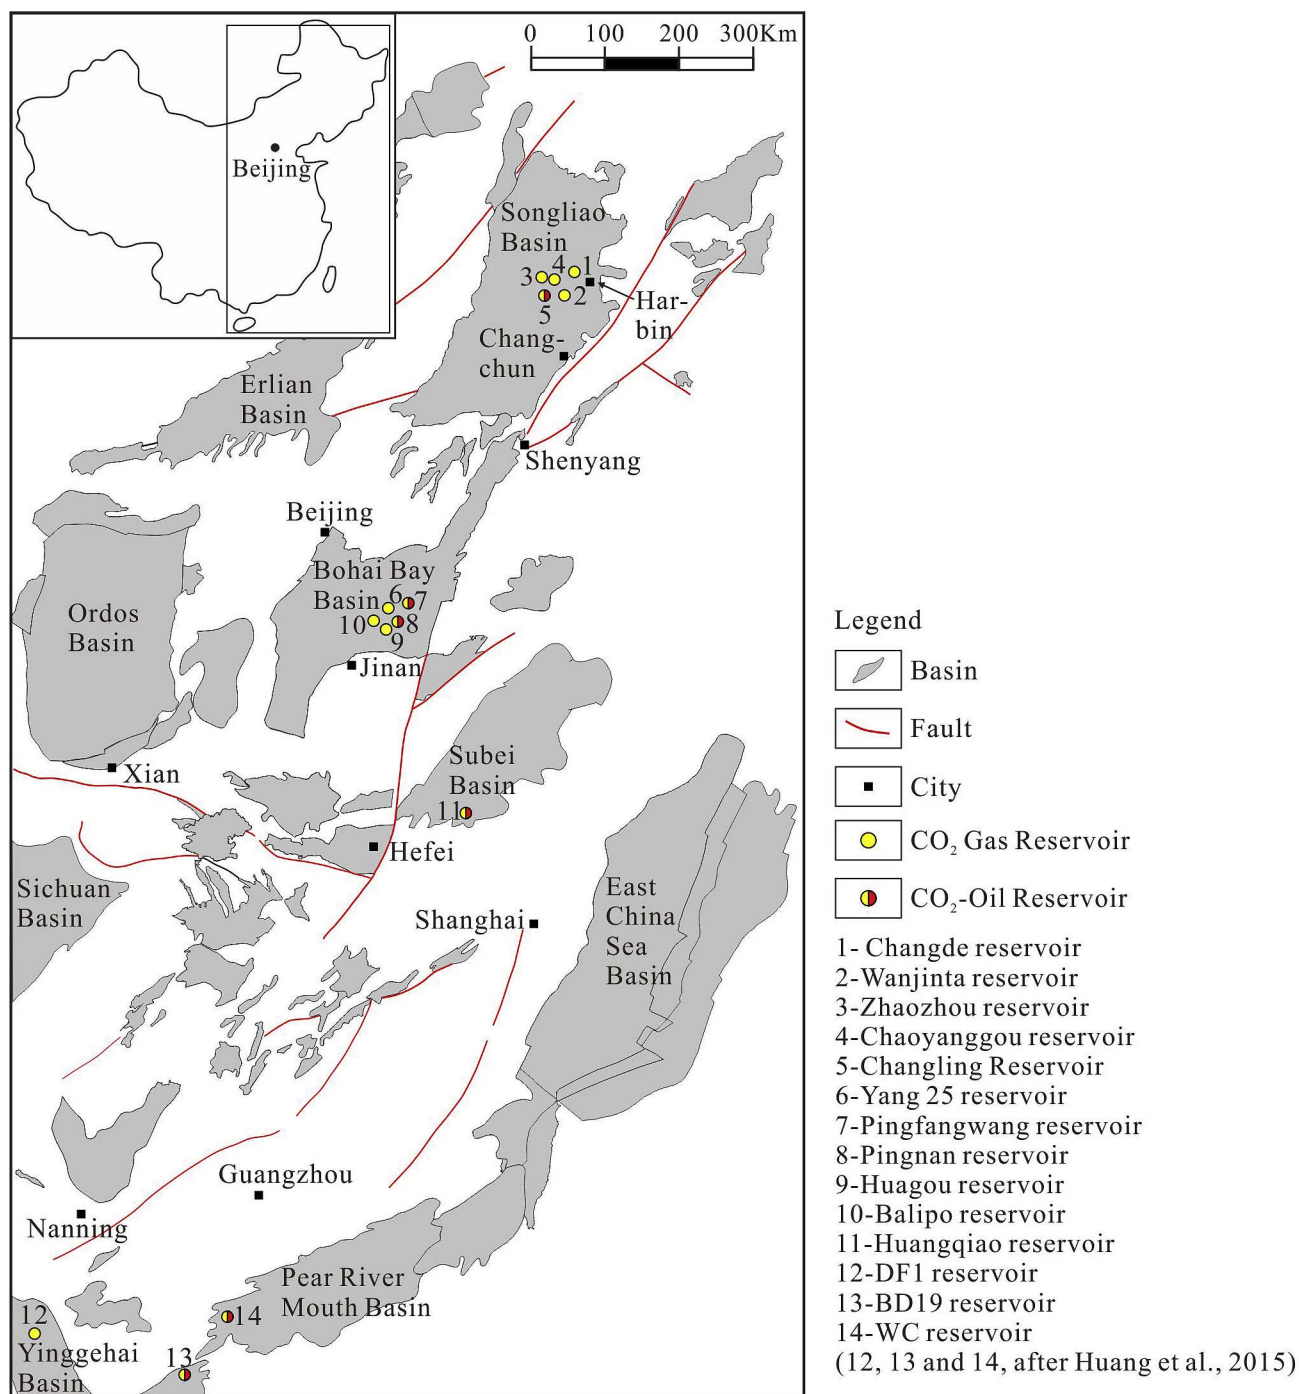 0 100 200 300Km
Beijing
Songliao
Basin
3 4 1
5 2
Har-
bin
Chang-
chun
Erlian
Basin
Shenyang
Beijing
Bohai Bay
Basin 6 7
10 8
9
Jinan
Ordos
Basin
Xian
Subei
Basin
11
Hefei
Sichuan
Basin
Shanghai
East
China
Sea
Basin
Guangzhou
Nanning
Pear River
Mouth Basin
14
12
Yinggehai
Basin
13
Legend
Basin
Fault
City
CO₂ Gas Reservoir
CO₂-Oil Reservoir
1- Changde reservoir
2-Wanjinta reservoir
3-Zhaozhou reservoir
4-Chaoyanggou reservoir
5-Changling Reservoir
6-Yang 25 reservoir
7-Pingfangwang reservoir
8-Pingnan reservoir
9-Huagou reservoir
10-Balipo reservoir
11-Huangqiao reservoir
12-DF1 reservoir
13-BD19 reservoir
14-WC reservoir
(12, 13 and 14, after Huang et al., 2015)